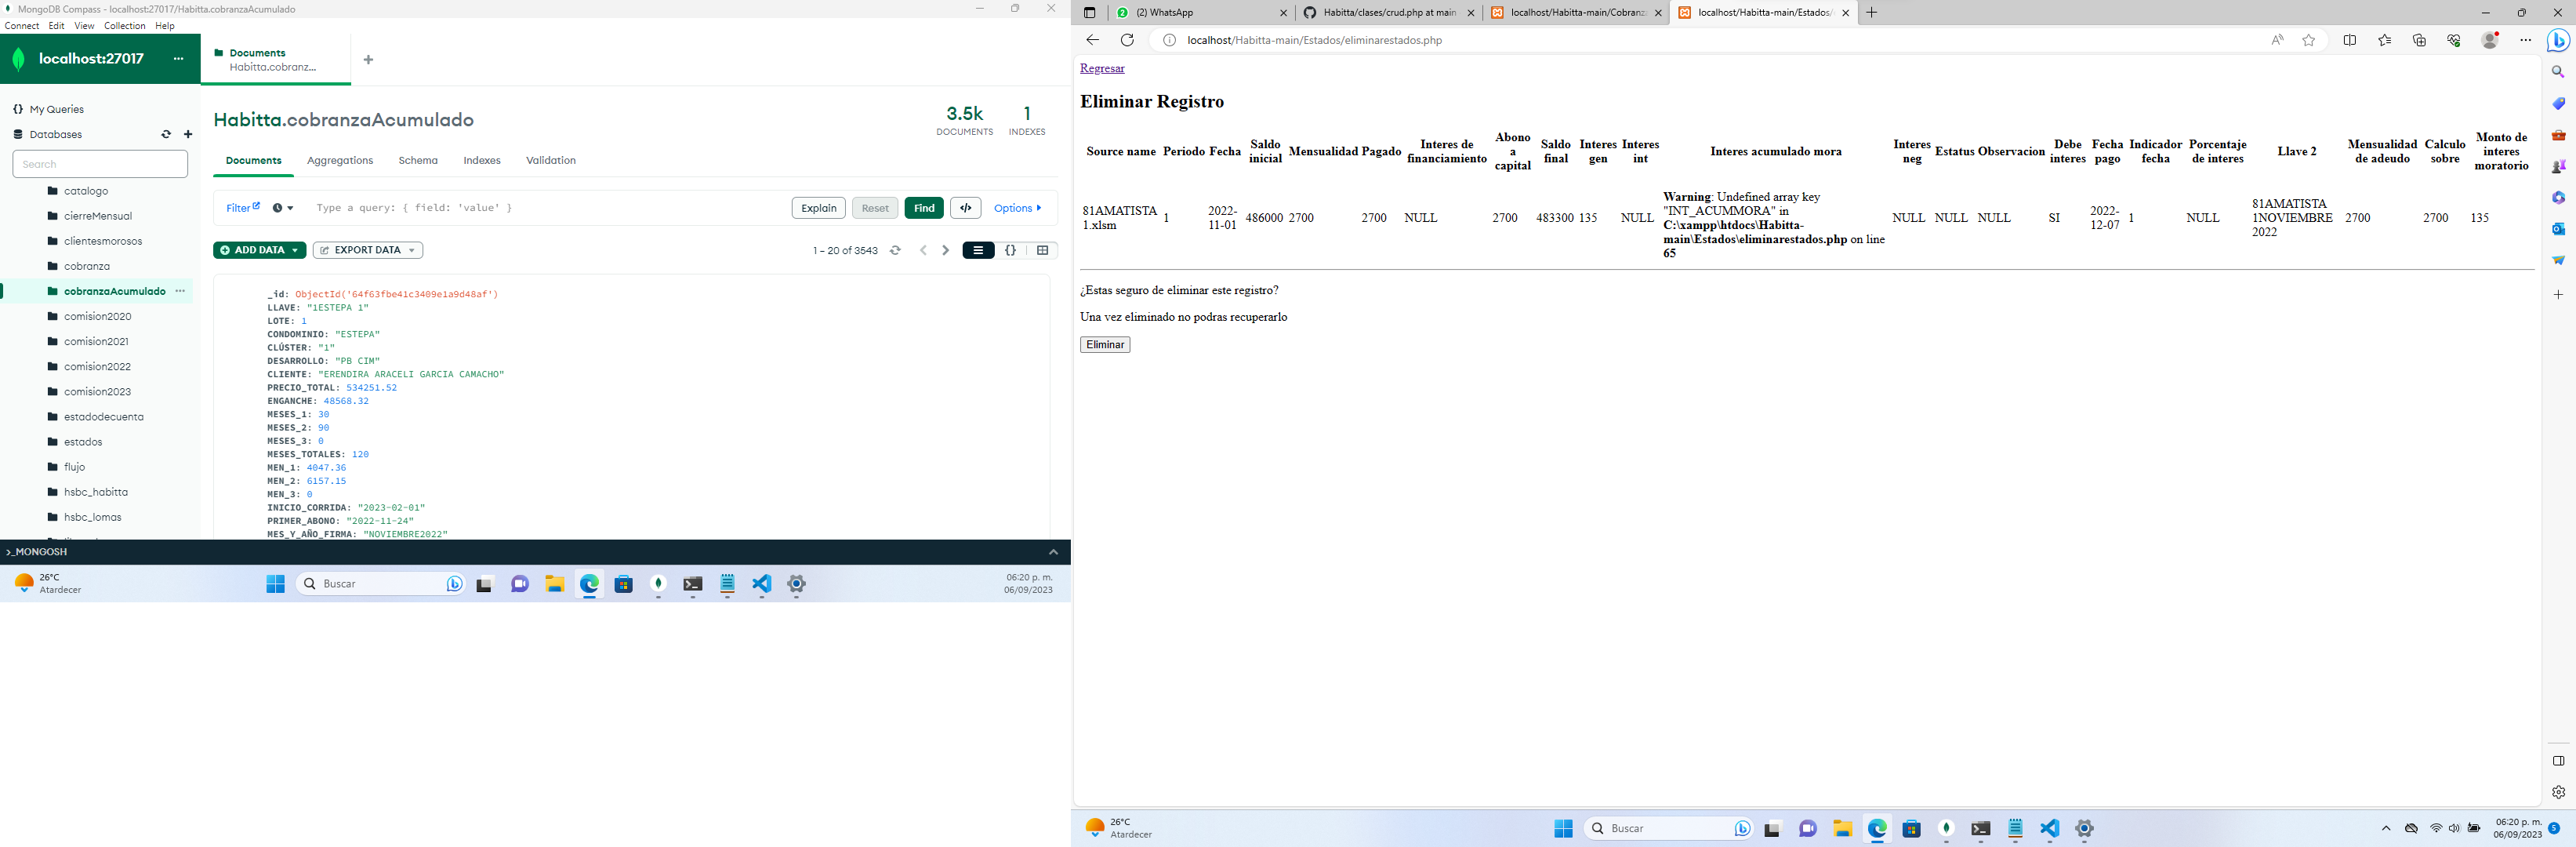 MongoDB Compass - localhost:27017/Habitta.cobranzaAcumulado
Connect Edit View Collection Help
localhost:27017
Documents
Habitta.cobranz...
My Queries
Databases
Search
catalogo
cierreMensual
clientesmorosos
cobranza
cobranzaAcumulado
comision2020
comision2021
comision2022
comision2023
estadodecuenta
estados
flujo
hsbc_habitta
hsbc_lomas
Habitta.cobranzaAcumulado
3.5k
DOCUMENTS
1
INDEXES
Documents Aggregations Schema Indexes Validation
Filter
Type a query: { field: 'value' }
Explain Reset Find </> Options
ADD DATA EXPORT DATA
1 – 20 of 3543
_id: ObjectId('64f63fbe41c3409e1a9d48af')
LLAVE: "1ESTEPA 1"
LOTE: 1
CONDOMINIO: "ESTEPA"
CLÚSTER: "1"
DESARROLLO: "PB CIM"
CLIENTE: "ERENDIRA ARACELI GARCIA CAMACHO"
PRECIO_TOTAL: 534251.52
ENGANCHE: 48568.32
MESES_1: 30
MESES_2: 90
MESES_3: 0
MESES_TOTALES: 120
MEN_1: 4047.36
MEN_2: 6157.15
MEN_3: 0
INICIO_CORRIDA: "2023-02-01"
PRIMER_ABONO: "2022-11-24"
MES_Y_AÑO_FIRMA: "NOVIEMBRE2022"
>_MONGOSH
26°C
Atardecer
Buscar
06:20 p. m.
06/09/2023
(2) WhatsApp
Habitta/clases/crud.php at main
localhost/Habitta-main/Cobranz
localhost/Habitta-main/Estados/
localhost/Habitta-main/Estados/eliminarestados.php
Regresar
Eliminar Registro
Source name Periodo Fecha Saldo inicial Mensualidad Pagado Interes de financiamiento Abono a capital Saldo final Interes gen Interes int Interes acumulado mora Interes neg Estatus Observacion Debe interes Fecha pago Indicador fecha Porcentaje de interes Llave 2 Mensualidad de adeudo Calculo sobre Monto de interes moratorio
81AMATISTA 1.xlsm 1 2022-11-01 486000 2700 2700 NULL 2700 483300 135 NULL Warning: Undefined array key "INT_ACUMMORA" in C:\xampp\htdocs\Habitta-main\Estados\eliminarestados.php on line 65 NULL NULL NULL SI 2022-12-07 1 NULL 81AMATISTA 1NOVIEMBRE 2022 2700 2700 135
¿Estas seguro de eliminar este registro?
Una vez eliminado no podras recuperarlo
Eliminar
26°C
Atardecer
Buscar
06:20 p. m.
06/09/2023
5